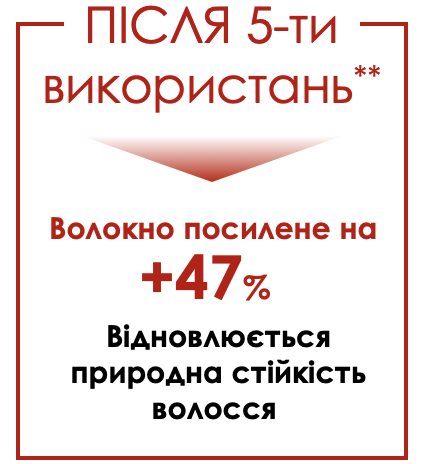 ПІСЛЯ 5-ти
використань**
Волокно посилене на
+47%
Відновлюється
природна стійкість
волосся